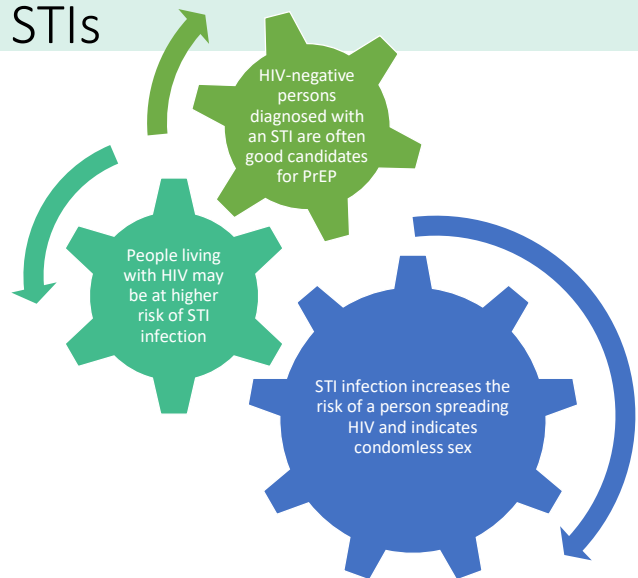 STIs
HIV-negative
persons
diagnosed with
an STI are often
good candidates
for PrEP
People living
with HIV may
be at higher
risk of STI
infection
STI infection increases the
risk of a person spreading
HIV and indicates
condomless sex